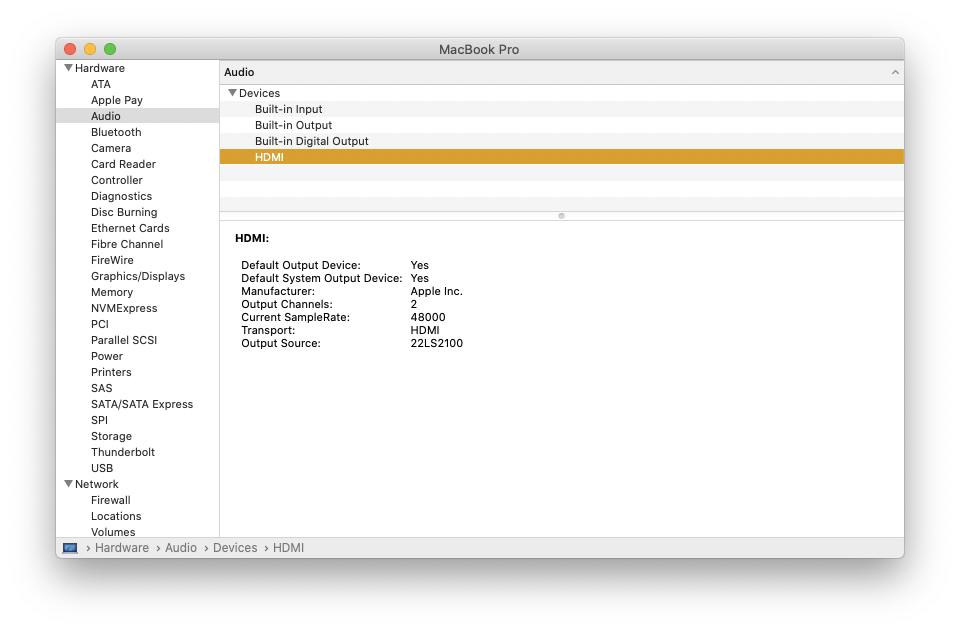 MacBook Pro
Hardware
ATA
Apple Pay
Audio
Bluetooth
Camera
Card Reader
Controller
Diagnostics
Disc Burning
Ethernet Cards
Fibre Channel
FireWire
Graphics/Displays
Memory
NVMExpress
PCI
Parallel SCSI
Power
Printers
SAS
SATA/SATA Express
SPI
Storage
Thunderbolt
USB
Network
Firewall
Locations
Volumes
Audio
Devices
Built-in Input
Built-in Output
Built-in Digital Output
HDMI
HDMI:
Default Output Device: Yes
Default System Output Device: Yes
Manufacturer: Apple Inc.
Output Channels: 2
Current SampleRate: 48000
Transport: HDMI
Output Source: 22LS2100
› Hardware › Audio › Devices › HDMI